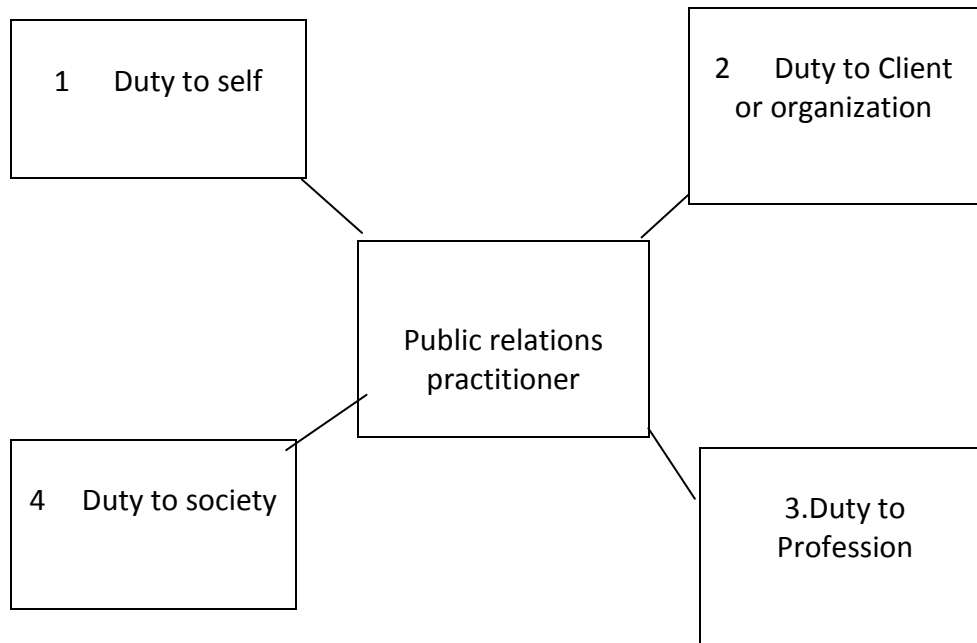 1 Duty to self
2 Duty to Client
or organization
Public relations
practitioner
4 Duty to society
3.Duty to
Profession